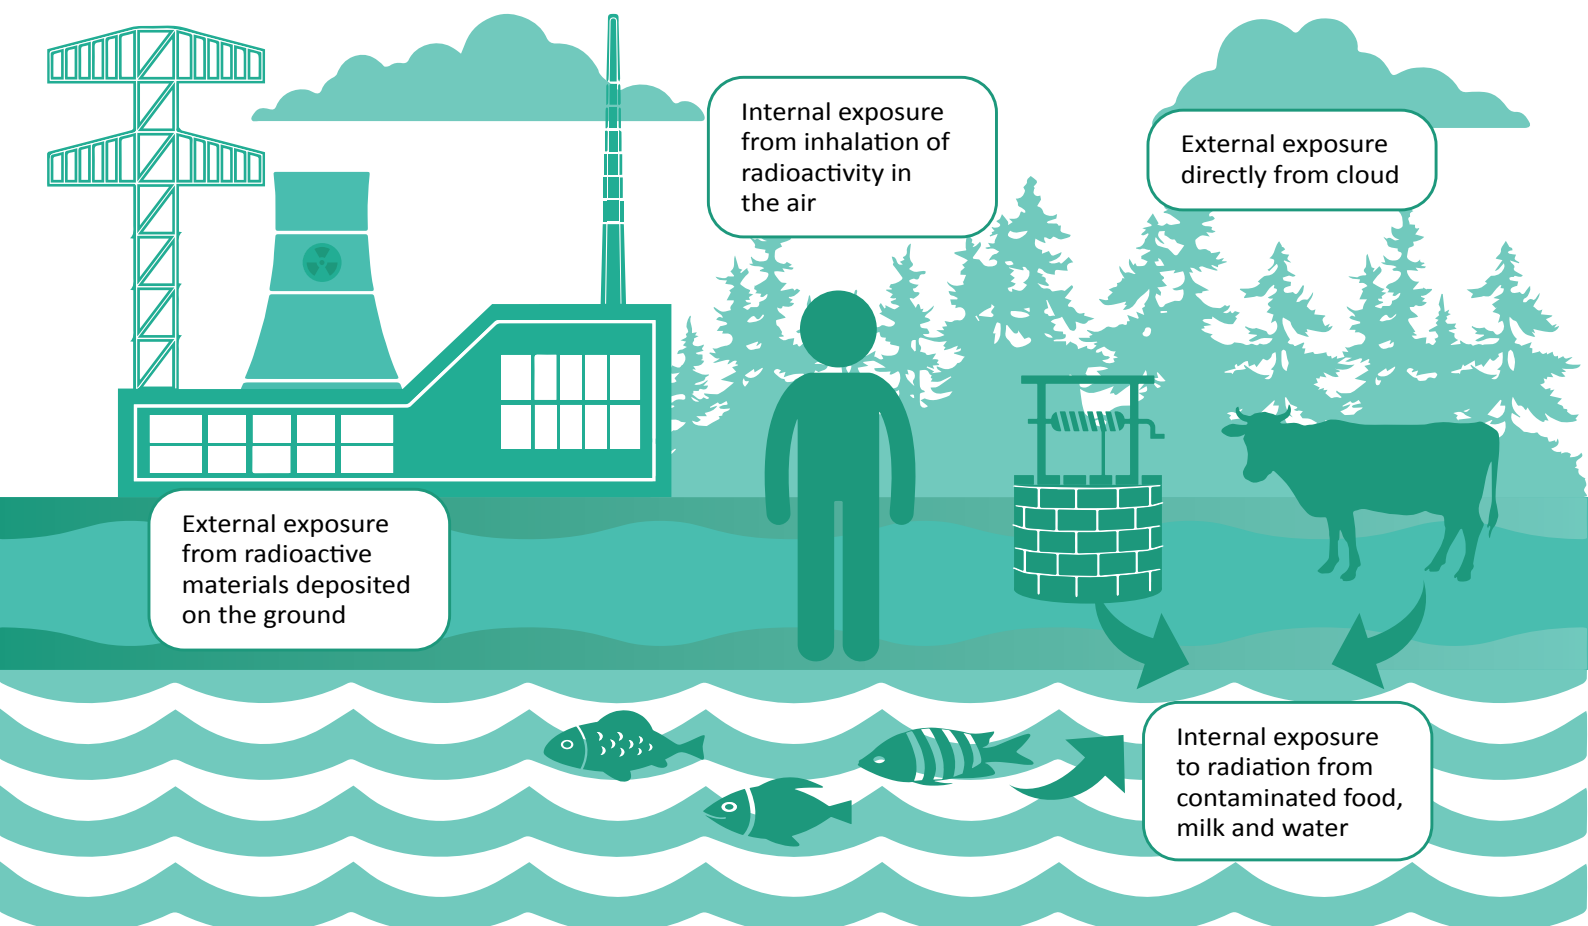 Internal exposure
from inhalation of
radioactivity in
the air
External exposure
directly from cloud
External exposure
from radioactive
materials deposited
on the ground
Internal exposure
to radiation from
contaminated food,
milk and water